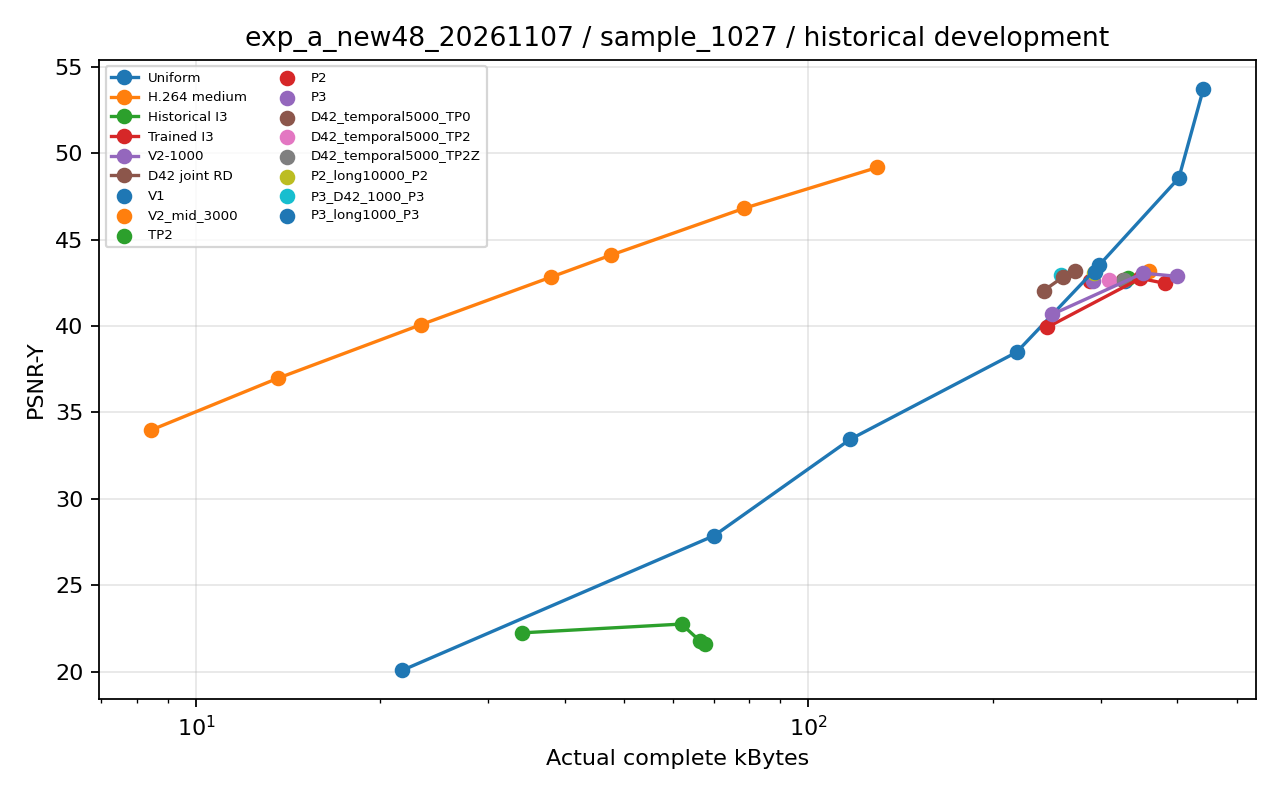 exp_a_new48_20261107 / sample_1027 / historical development
Uniform
H.264 medium
Historical I3
Trained I3
V2-1000
D42 joint RD
V1
V2_mid_3000
TP2
P2
P3
D42_temporal5000_TP0
D42_temporal5000_TP2
D42_temporal5000_TP2Z
P2_long10000_P2
P3_D42_1000_P3
P3_long1000_P3
55
50
45
40
35
30
25
20
PSNR-Y
10¹
10²
Actual complete kBytes